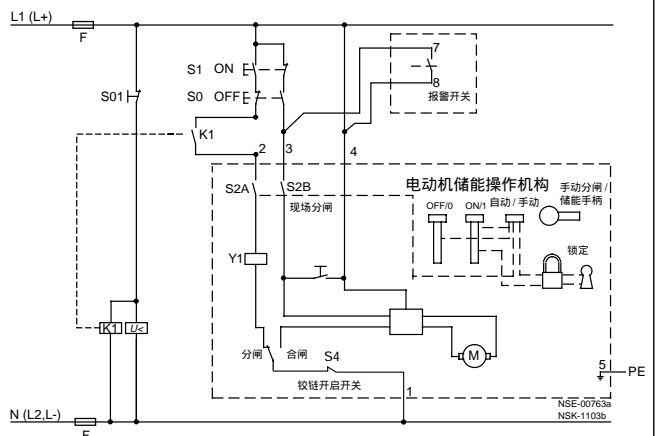 L1 (L+)
F
S1 ON
S0 OFF
S01
K1
7
8
报警开关
2
3
4
S2A
S2B
现场分闸
电动机储能操作机构
手动分闸 /
储能手柄
OFF/0
ON/1
自动 / 手动
锁定
Y1
K1
U<
分闸
合闸
S4
M
铰链开启开关
1
5
PE
NSE-00763a
NSK-1103b
N (L2,L-)
F